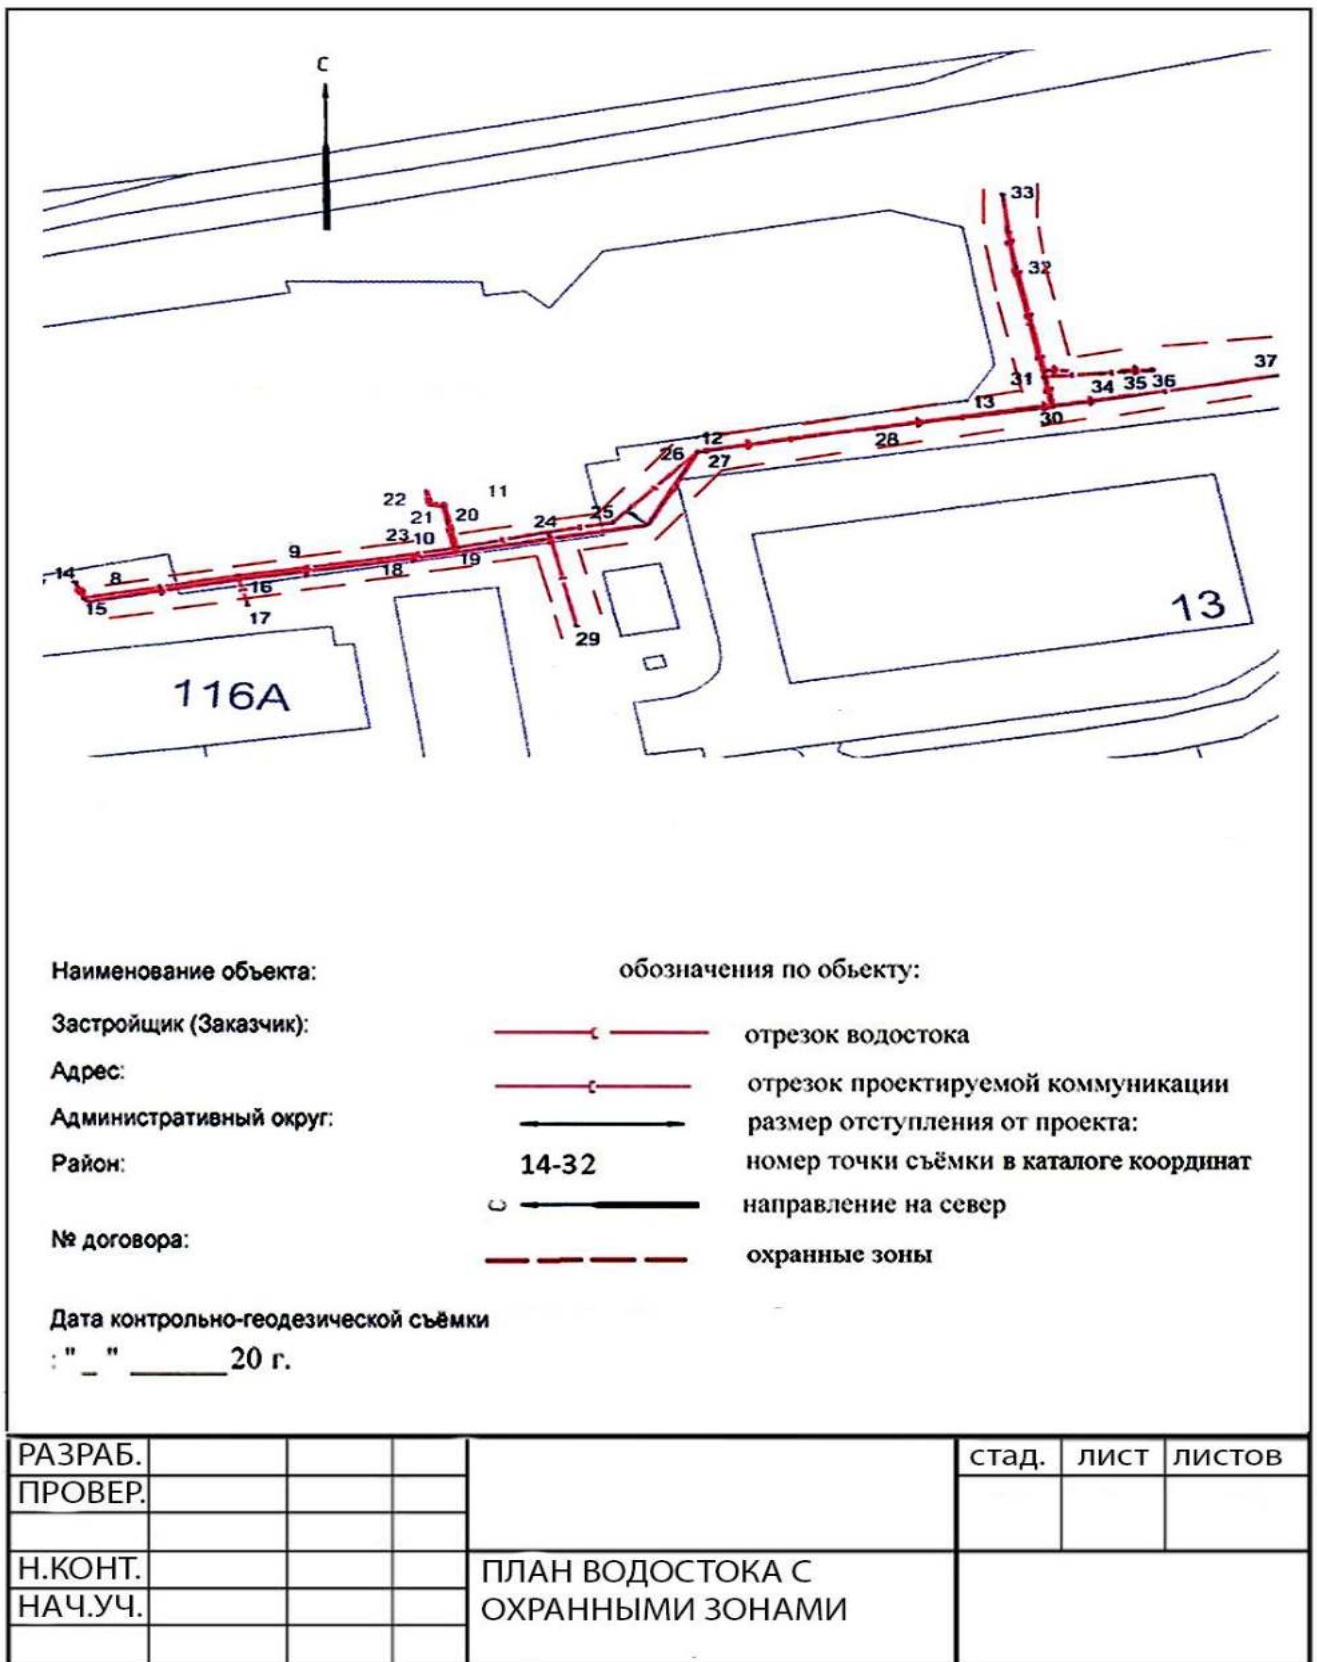 С
33
32
37
31
34 35 36
13
30
12
28
26
27
11
22
20
21
25
24
23 10
9
19
18
14
8
16
15
17
29
13
116А
Наименование объекта:
обозначения по обьекту:
Застройщик (Заказчик):
отрезок водостока
Адрес:
отрезок проектируемой коммуникации
Административный округ:
размер отступления от проекта:
Район:
14-32
номер точки съёмки в каталоге координат
С
направление на север
№ договора:
охранные зоны
Дата контрольно-геодезической съёмки
: "_" ______ 20 г.
РАЗРАБ.
стад. лист листов
ПРОВЕР.
Н.КОНТ.
НАЧ.УЧ.
ПЛАН ВОДОСТОКА С
ОХРАННЫМИ ЗОНАМИ